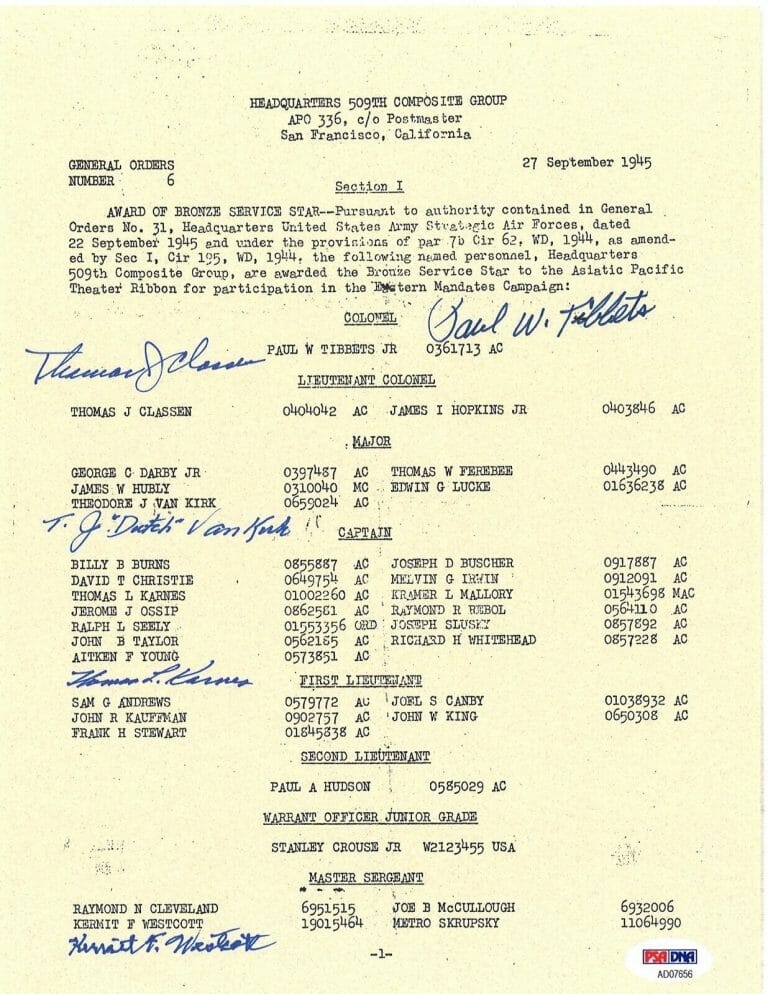 HEADQUARTERS 509TH COMPOSITE GROUP
APO 336, c/o Postmaster
San Francisco, California
GENERAL ORDERS
NUMBER 6
27 September 1945
Section I
AWARD OF BRONZE SERVICE STAR--Pursuant to authority contained in General
Orders No. 31, Headquarters United States Army Strategic Air Forces, dated
22 September 1945 and under the provisions of par 7b Cir 62, WD, 1944, as amend-
ed by Sec I, Cir 195, WD, 1944, the following named personnel, Headquarters
509th Composite Group, are awarded the Bronze Service Star to the Asiatic Pacific
Theater Ribbon for participation in the Eastern Mandates Campaign:
COLONEL
Paul W. Tibbets
Thomas J Classen
PAUL W TIBBETS JR 0361713 AC
LIEUTENANT COLONEL
THOMAS J CLASSEN 0404042 AC JAMES I HOPKINS JR 0403846 AC
MAJOR
GEORGE C DARBY JR 0397487 AC THOMAS W FEREBEE 0443490 AC
JAMES W HUBLY 0310040 MC EDWIN G LUCKE 01636238 AC
THEODORE J VAN KIRK 0659024 AC
T. J. "Dutch" Van Kirk
CAPTAIN
BILLY B BURNS 0855887 AC JOSEPH D BUSCHER 0917887 AC
DAVID T CHRISTIE 0649754 AC MELVIN G IRWIN 0912091 AC
THOMAS L KARNES 01002260 AC KRAMER L MALLORY 01543698 MAC
JEROME J OSSIP 0862581 AC RAYMOND R REBOL 0564110 AC
RALPH L SEELY 01553356 ORD JOSEPH SLUSKY 0857892 AC
JOHN B TAYLOR 0562185 AC RICHARD H WHITEHEAD 0857228 AC
AITKEN F YOUNG 0573851 AC
Thomas L. Karnes
FIRST LIEUTENANT
SAM G ANDREWS 0579772 AC JOEL S CANBY 01038932 AC
JOHN R KAUFFMAN 0902757 AC JOHN W KING 0650308 AC
FRANK H STEWART 01845838 AC
SECOND LIEUTENANT
PAUL A HUDSON 0585029 AC
WARRANT OFFICER JUNIOR GRADE
STANLEY CROUSE JR W2123455 USA
MASTER SERGEANT
RAYMOND N CLEVELAND 6951515 JOE B McCULLOUGH 6932006
KERMIT F WESTCOTT 19015464 METRO SKRUPSKY 11064990
Kermit F. Westcott
-1-
PSA DNA
AD07656